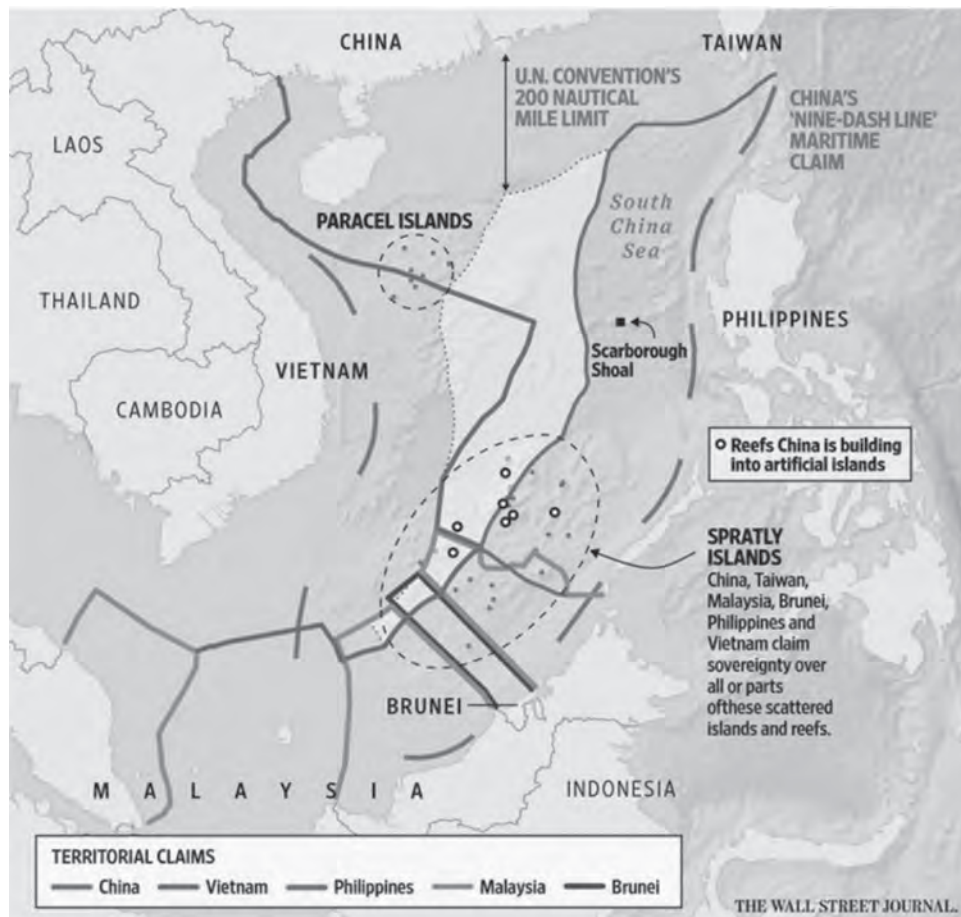 CHINA
TAIWAN
U.N. CONVENTION'S
200 NAUTICAL
MILE LIMIT
CHINA'S
'NINE-DASH LINE'
MARITIME
CLAIM
LAOS
PARACEL ISLANDS
South
China
Sea
THAILAND
PHILIPPINES
Scarborough
Shoal
VIETNAM
CAMBODIA
Reefs China is building
into artificial islands
SPRATLY
ISLANDS
China, Taiwan,
Malaysia, Brunei,
Philippines and
Vietnam claim
sovereignty over
all or parts
ofthese scattered
islands and reefs.
BRUNEI
MALAYSIA
INDONESIA
TERRITORIAL CLAIMS
China Vietnam Philippines Malaysia Brunei
THE WALL STREET JOURNAL.